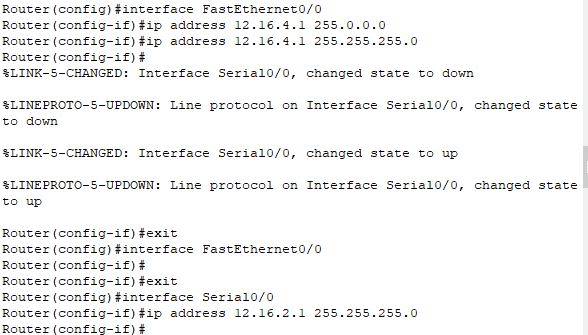 Router(config)#interface FastEthernet0/0
Router(config-if)#ip address 12.16.4.1 255.0.0.0
Router(config-if)#ip address 12.16.4.1 255.255.255.0
Router(config-if)#
%LINK-5-CHANGED: Interface Serial0/0, changed state to down
%LINEPROTO-5-UPDOWN: Line protocol on Interface Serial0/0, changed state
to down
%LINK-5-CHANGED: Interface Serial0/0, changed state to up
%LINEPROTO-5-UPDOWN: Line protocol on Interface Serial0/0, changed state
to up
Router(config-if)#exit
Router(config)#interface FastEthernet0/0
Router(config-if)#
Router(config-if)#exit
Router(config)#interface Serial0/0
Router(config-if)#ip address 12.16.2.1 255.255.255.0
Router(config-if)#